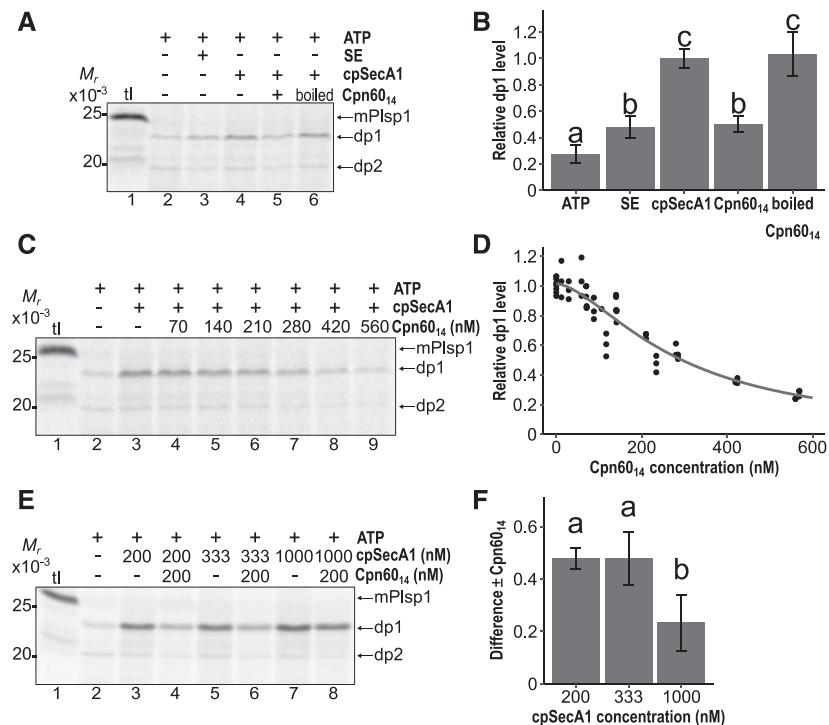 A
+ + + + + ATP
- + - - - SE
- - + + + cpSecA1
- - - + boiled Cpn60₁₄
Mr
x10⁻³
tl
25
20
mPlsp1
dp1
dp2
1 2 3 4 5 6
B
Relative dp1 level
1.2
1.0
0.8
0.6
0.4
0.2
0
a b c b c
ATP SE cpSecA1 Cpn60₁₄ boiled
Cpn60₁₄
C
+ + + + + + + + ATP
- + + + + + + + cpSecA1
- - 70 140 210 280 420 560 Cpn60₁₄ (nM)
Mr
x10⁻³
tl
25
20
mPlsp1
dp1
dp2
1 2 3 4 5 6 7 8 9
D
Relative dp1 level
1.2
1.0
0.8
0.6
0.4
0.2
0
0 200 400 600
Cpn60₁₄ concentration (nM)
E
+ + + + + + + ATP
- 200 200 333 333 1000 1000 cpSecA1 (nM)
- - 200 - 200 - 200 Cpn60₁₄ (nM)
Mr
x10⁻³
tl
25
20
mPlsp1
dp1
dp2
1 2 3 4 5 6 7 8
F
Difference ± Cpn60₁₄
0.6
0.4
0.2
0
a a b
200 333 1000
cpSecA1 concentration (nM)